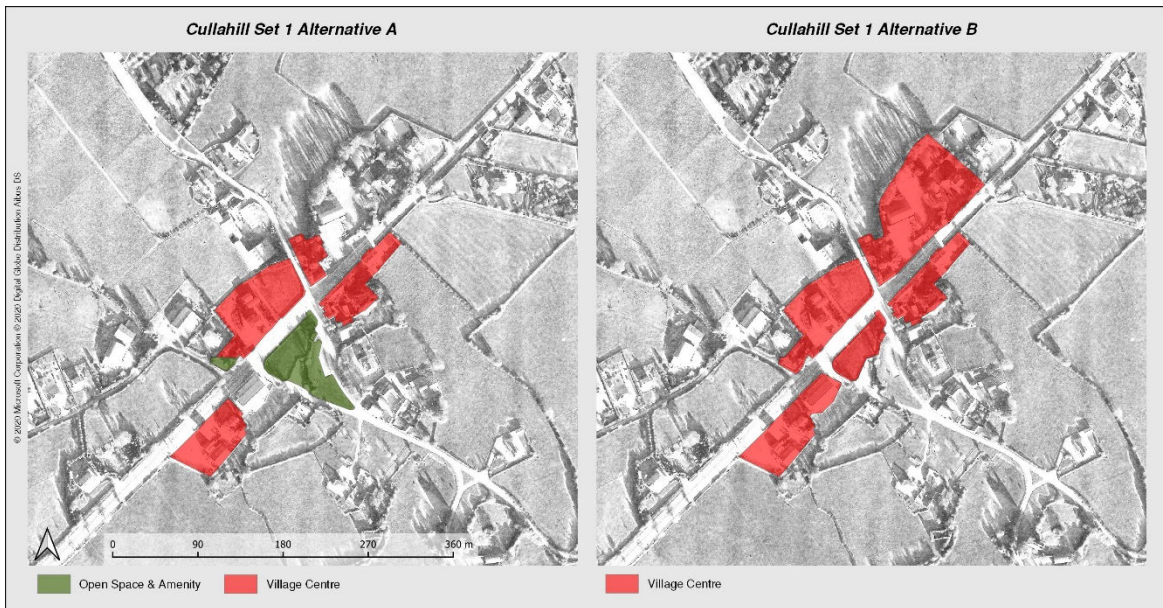 Cullahill Set 1 Alternative A
Cullahill Set 1 Alternative B
© 2020 Microsoft Corporation © 2020 Digital Globe Distribution Aibus DS
0 90 180 270 360 m
Open Space & Amenity Village Centre
Village Centre